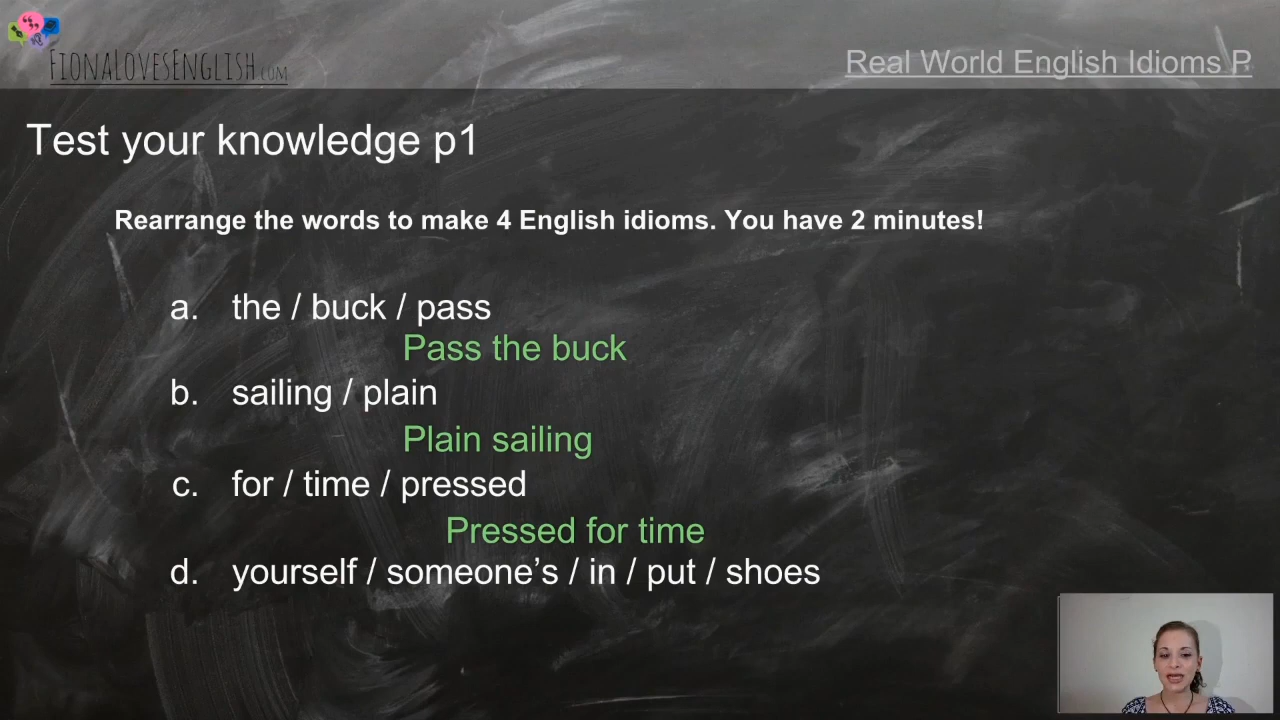 FIONALOVESENGLISH.COM
Real World English Idioms P
Test your knowledge p1
Rearrange the words to make 4 English idioms. You have 2 minutes!
a. the / buck / pass
Pass the buck
b. sailing / plain
Plain sailing
c. for / time / pressed
Pressed for time
d. yourself / someone’s / in / put / shoes